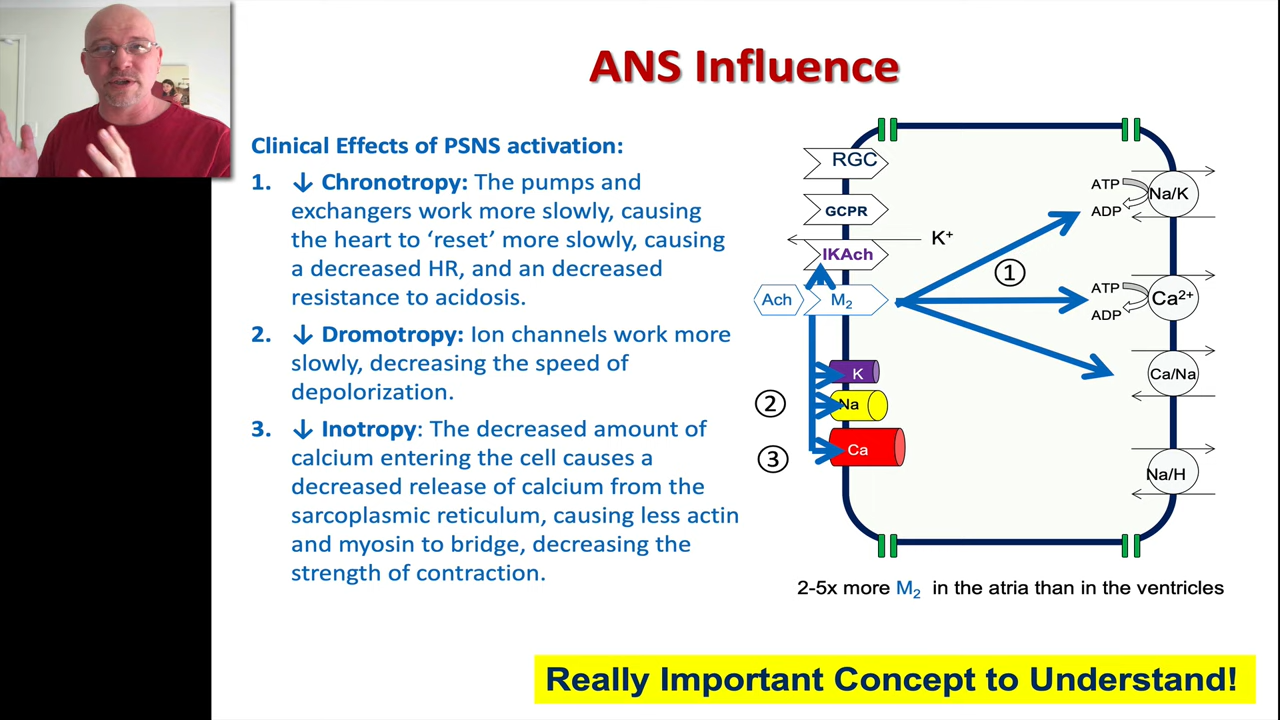 ANS Influence
Clinical Effects of PSNS activation:
1. ↓ Chronotropy: The pumps and
exchangers work more slowly, causing
the heart to ‘reset’ more slowly, causing
a decreased HR, and an decreased
resistance to acidosis.
2. ↓ Dromotropy: Ion channels work more
slowly, decreasing the speed of
depolorization.
3. ↓ Inotropy: The decreased amount of
calcium entering the cell causes a
decreased release of calcium from the
sarcoplasmic reticulum, causing less actin
and myosin to bridge, decreasing the
strength of contraction.
RGC
GCPR
IKAch
K⁺
Ach
M₂
①
②
③
K
Na
Ca
ATP
ADP
Na/K
ATP
ADP
Ca²⁺
Ca/Na
Na/H
2-5x more M₂ in the atria than in the ventricles
Really Important Concept to Understand!